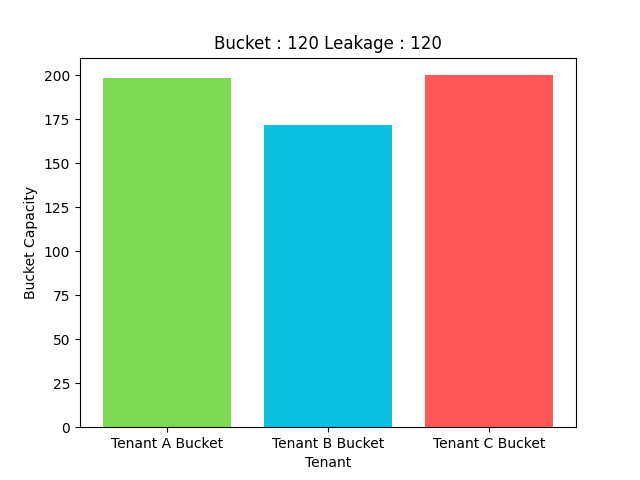 Bucket : 120 Leakage : 120
200
175
150
125
100
75
50
25
0
Bucket Capacity
Tenant A Bucket Tenant B Bucket Tenant C Bucket
Tenant